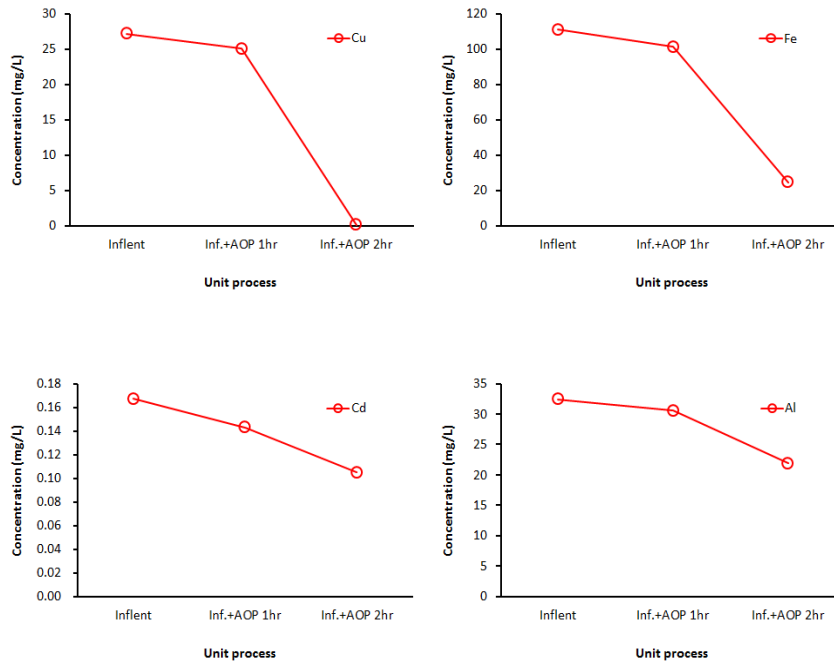 30
25
20
15
10
5
0
Concentration (mg/L)
Cu
Inflent Inf.+AOP 1hr Inf.+AOP 2hr
Unit process
120
100
80
60
40
20
0
Concentration (mg/L)
Fe
Inflent Inf.+AOP 1hr Inf.+AOP 2hr
Unit process
0.18
0.16
0.14
0.12
0.10
0.08
0.06
0.04
0.02
0.00
Concentration (mg/L)
Cd
Inflent Inf.+AOP 1hr Inf.+AOP 2hr
Unit process
35
30
25
20
15
10
5
0
Concentration (mg/L)
Al
Inflent Inf.+AOP 1hr Inf.+AOP 2hr
Unit process